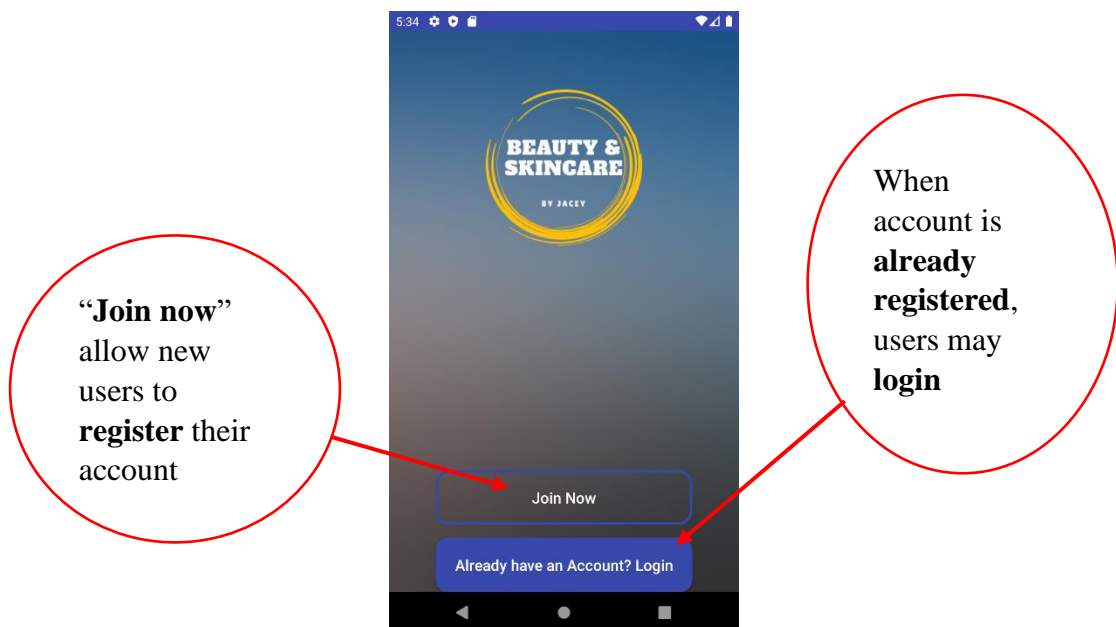 5:34
BEAUTY &
SKINCARE
BY JACEY
"Join now"
allow new
users to
register their
account
When
account is
already
registered,
users may
login
Join Now
Already have an Account? Login